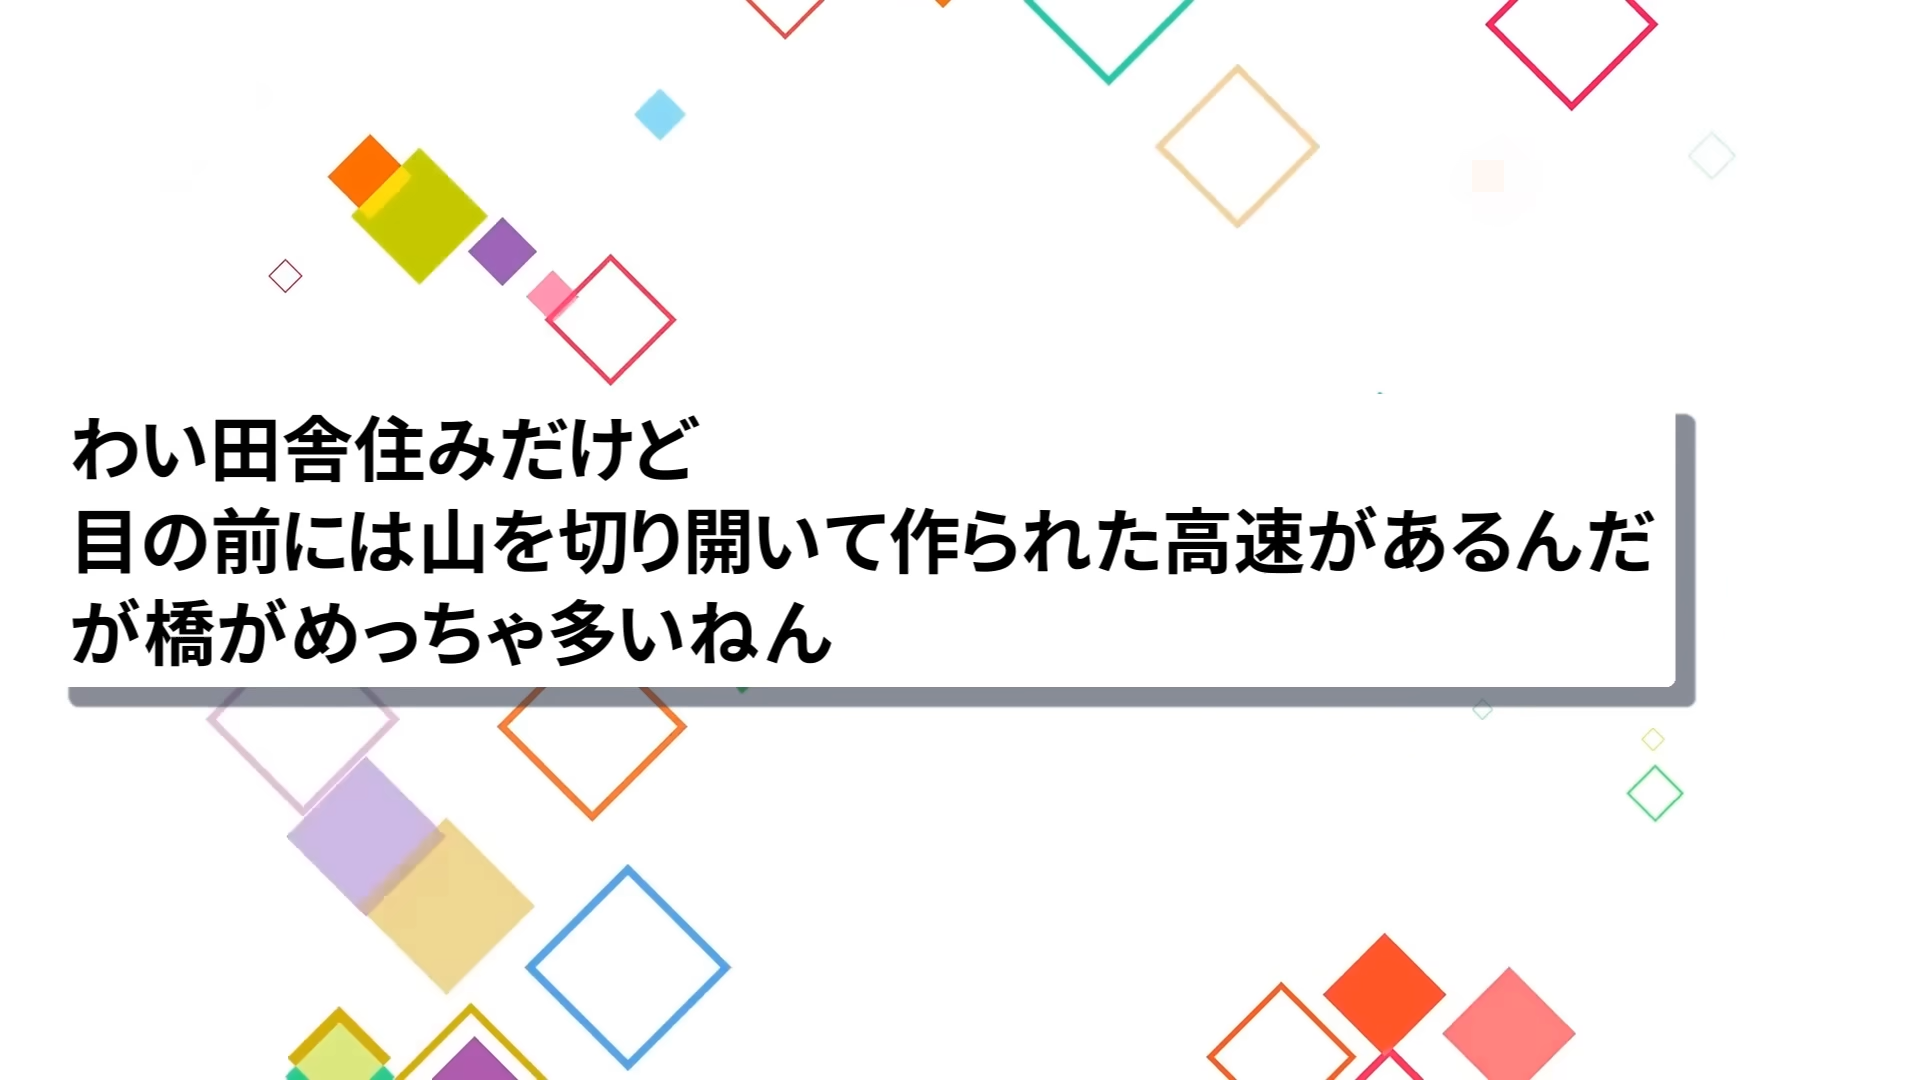 わい田舎住みだけど
目の前には山を切り開いて作られた高速があるんだ
が橋がめっちゃ多いねん